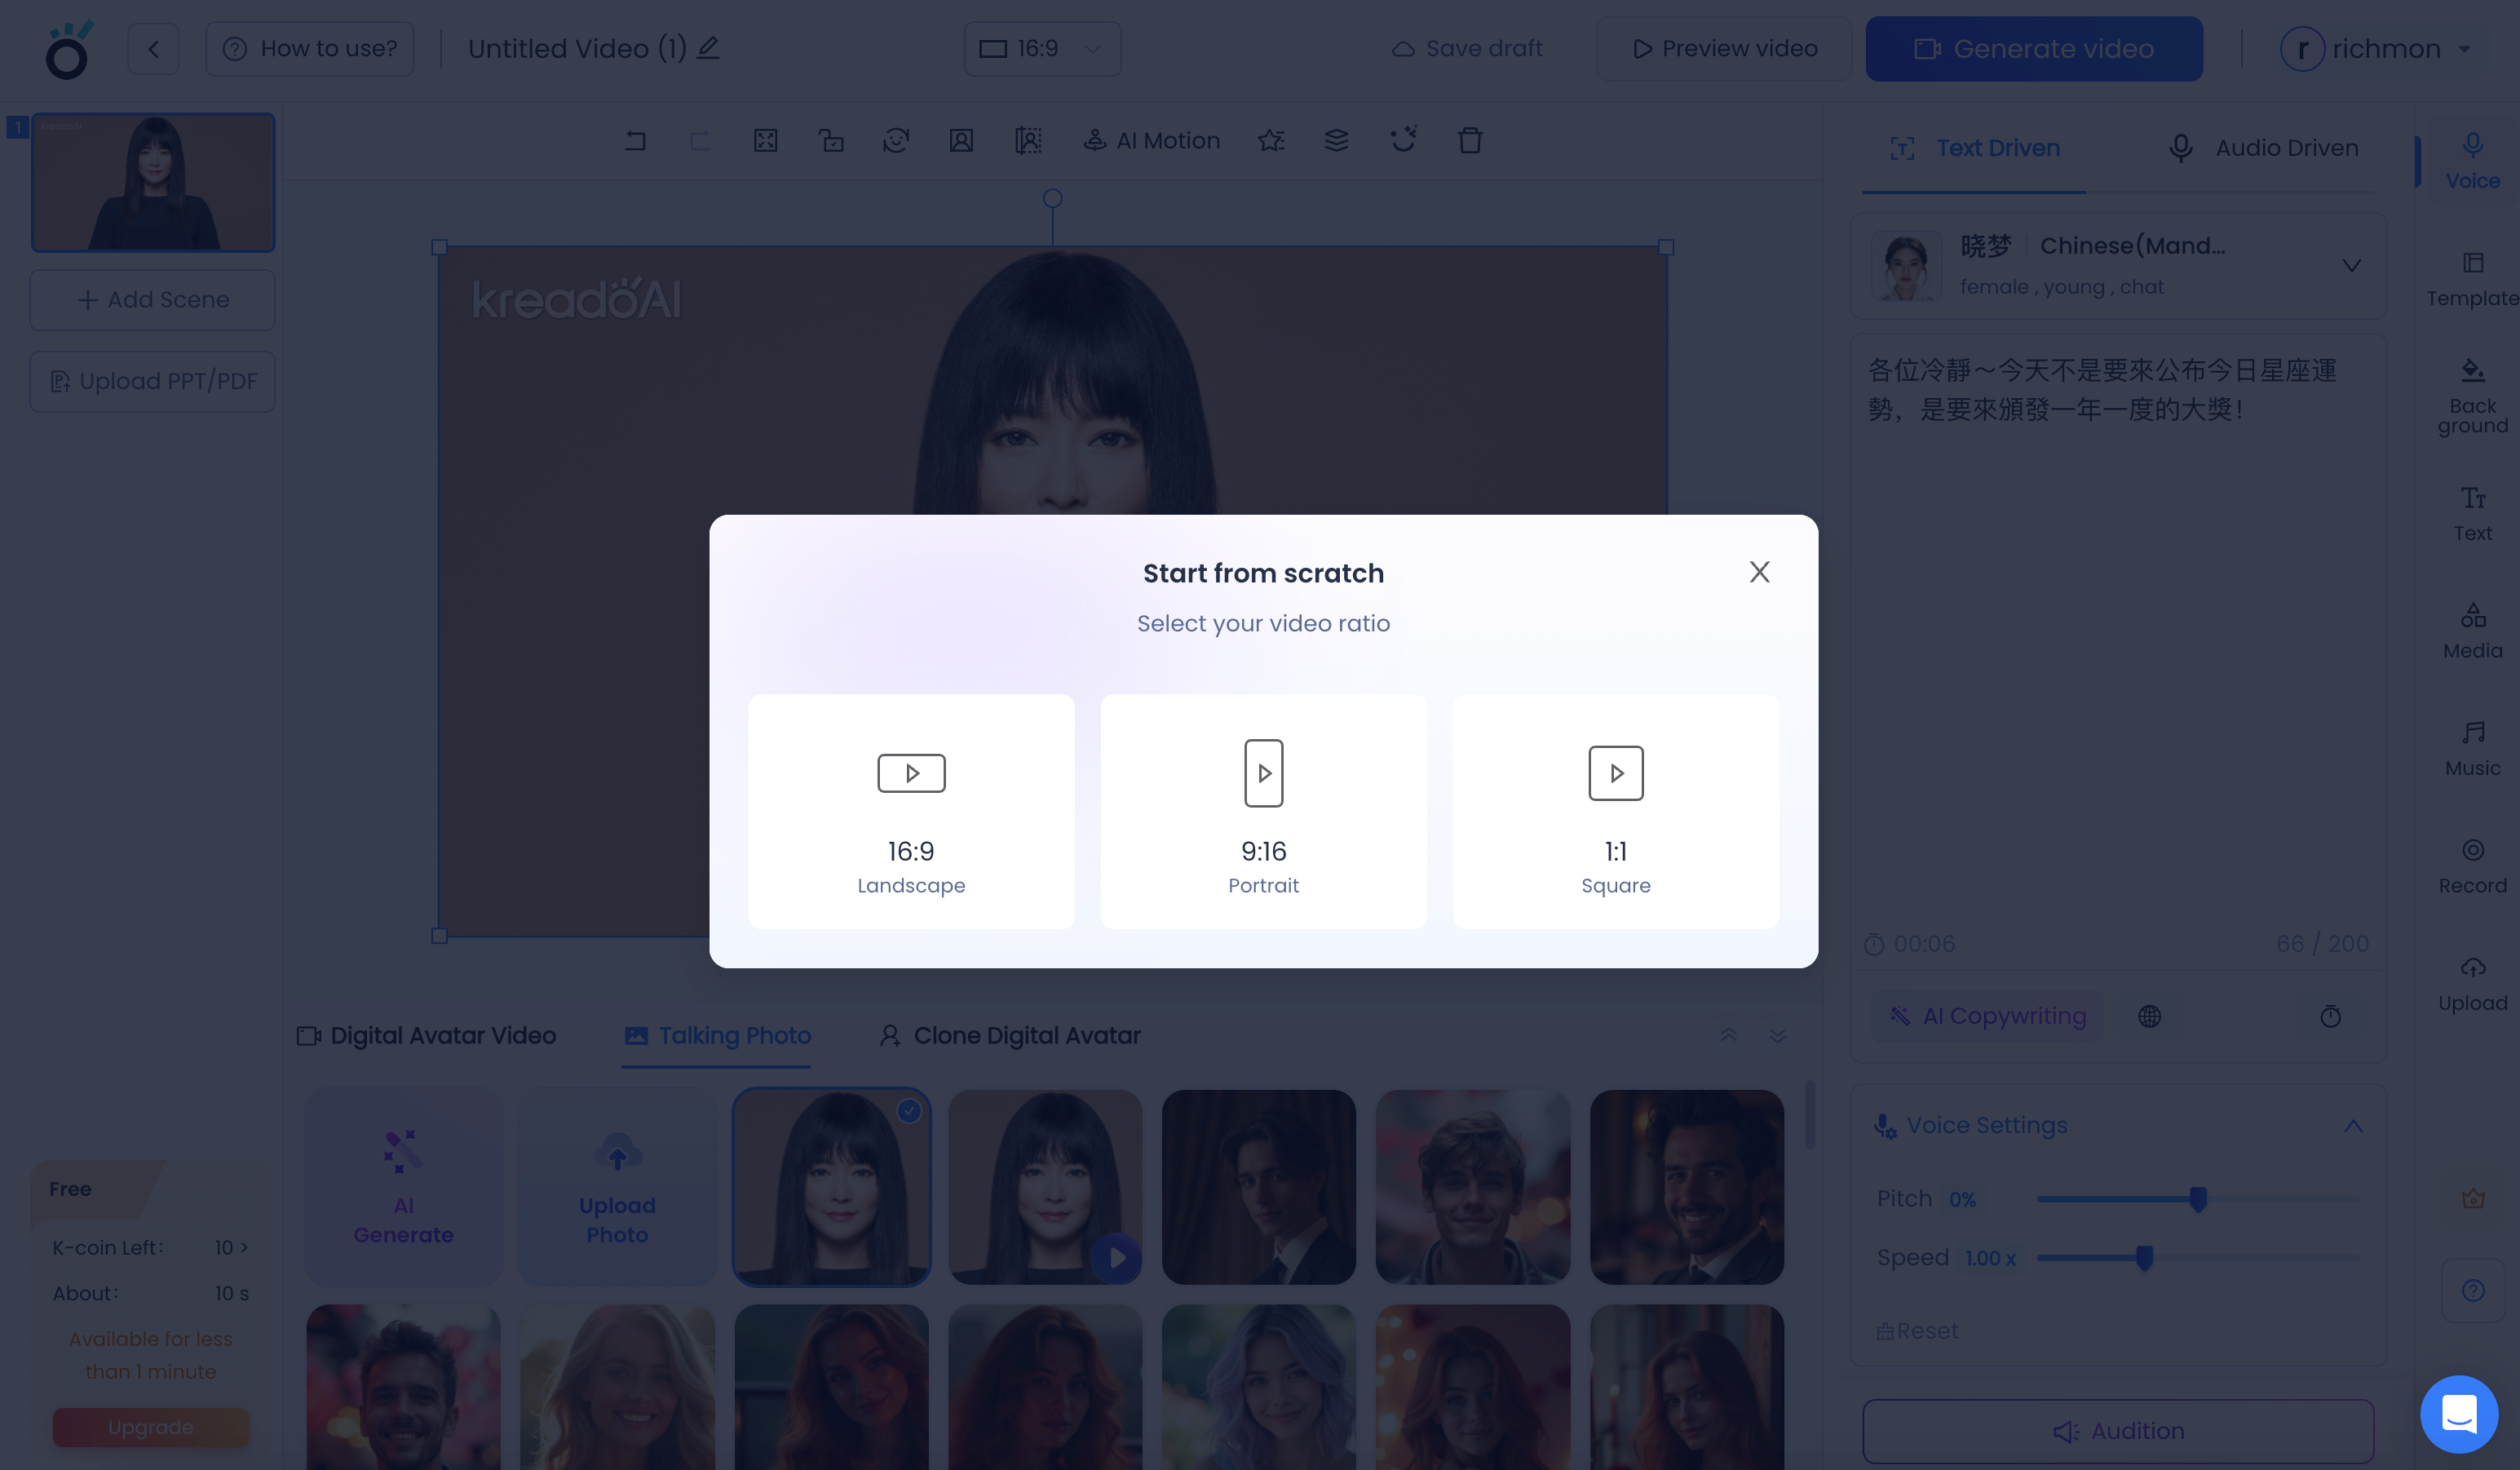 How to use?
Untitled Video (1)
16:9
Save draft
Preview video
Generate video
r
richmon
1
kreadoAI
Add Scene
Upload PPT/PDF
AI Motion
kreadoAI
Text Driven
Audio Driven
晓梦
Chinese(Mand...
female , young , chat
各位冷靜～今天不是要來公布今日星座運
勢，是要來頒發一年一度的大獎！
00:06
66 / 200
AI Copywriting
Voice
Template
Back
ground
Text
Media
Music
Record
Upload
Start from scratch
Select your video ratio
16:9
Landscape
9:16
Portrait
1:1
Square
Digital Avatar Video
Talking Photo
Clone Digital Avatar
AI
Generate
Upload
Photo
Free
K-coin Left:
10 >
About:
10 s
Available for less
than 1 minute
Upgrade
Voice Settings
Pitch
0%
Speed
1.00 x
Reset
Audition